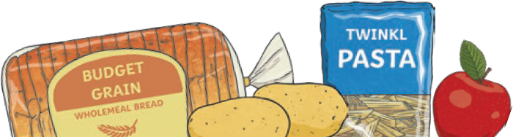 BUDGET
GRAIN
WHOLEMEAL BREAD
TWINKL
PASTA